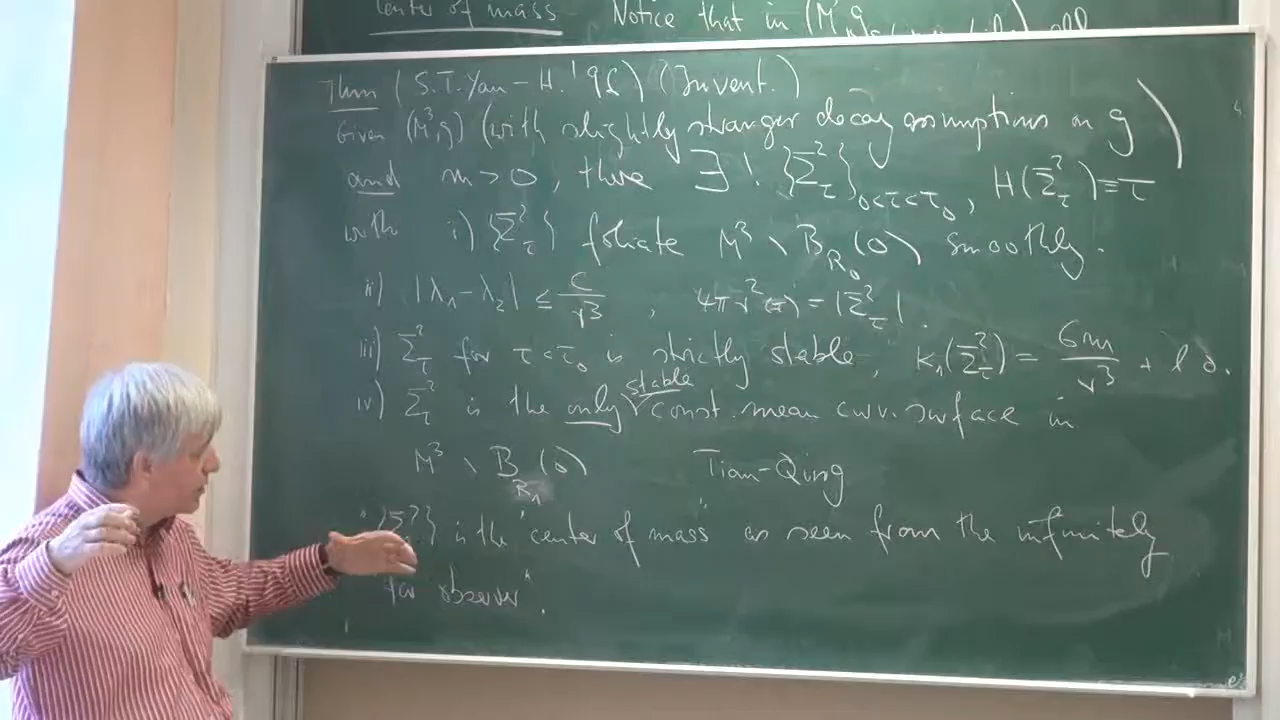 Center of mass Notice that in (M³, g
Thm (S.T. Yau – H. '96) (Invent.)
Given (M³,g) (with slightly stronger decay assumptions on g)
and m > 0, there ∃! {Σ²_τ}_{0<τ<τ₀}, H(Σ²_τ) ≡ τ
with i) {Σ²_τ} foliate M³ \ B_{R₀}(0) smoothly.
ii) |λ₁ – λ₂| ≤ C/r³, 4πr²(τ) = |Σ²_τ|.
iii) Σ²_τ for τ<τ₀ is strictly stable, κ₁(Σ²_τ) = 6m/r³ + l.o.
iv) Σ²_τ is the only stable const. mean curv. surface in
M³ \ B_{R₁}(0) Tian-Qing
"{Σ²_τ} is the 'center of mass' as seen from the infinitely
far observer".